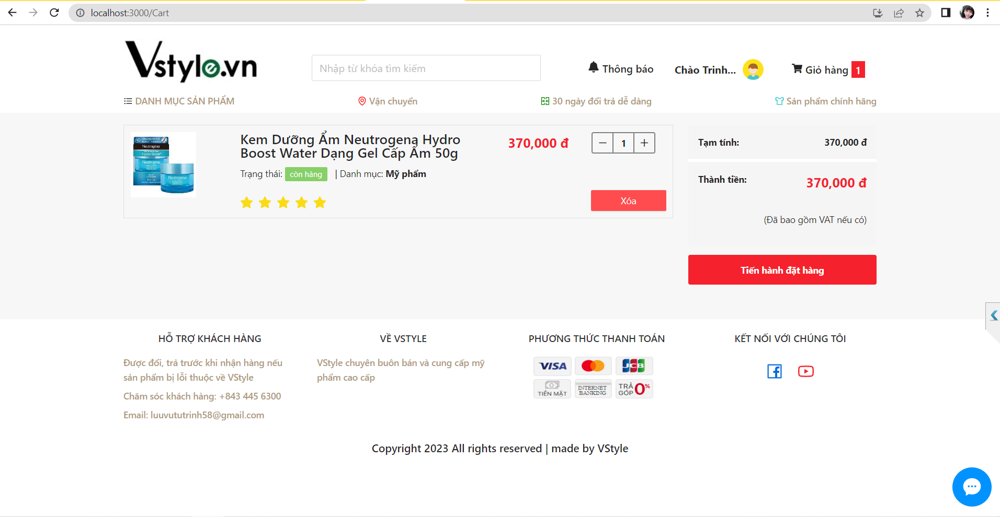 localhost:3000/Cart
Vstyle.vn
Nhập từ khóa tìm kiếm
Thông báo
Chào Trinh...
Giỏ hàng 1
DANH MỤC SẢN PHẨM
Vận chuyển
30 ngày đổi trả dễ dàng
Sản phẩm chính hãng
Neutrogena
Hydro Boost
Neutrogena
Neutrogena
Kem Dưỡng Ẩm Neutrogena Hydro
Boost Water Dạng Gel Cấp Ẩm 50g
Trạng thái: còn hàng | Danh mục: Mỹ phẩm
370,000 đ
1
Xóa
Tạm tính: 370,000 đ
Thành tiền: 370,000 đ
(Đã bao gồm VAT nếu có)
Tiến hành đặt hàng
HỖ TRỢ KHÁCH HÀNG
Được đổi, trả trước khi nhận hàng nếu
sản phẩm bị lỗi thuộc về VStyle
Chăm sóc khách hàng: +843 445 6300
Email: luuvututrinh58@gmail.com
VỀ VSTYLE
VStyle chuyên buôn bán và cung cấp mỹ
phẩm cao cấp
PHƯƠNG THỨC THANH TOÁN
VISA
JCB
TIỀN MẶT
INTERNET
BANKING
TRẢ
GÓP 0%
KẾT NỐI VỚI CHÚNG TÔI
Copyright 2023 All rights reserved | made by VStyle